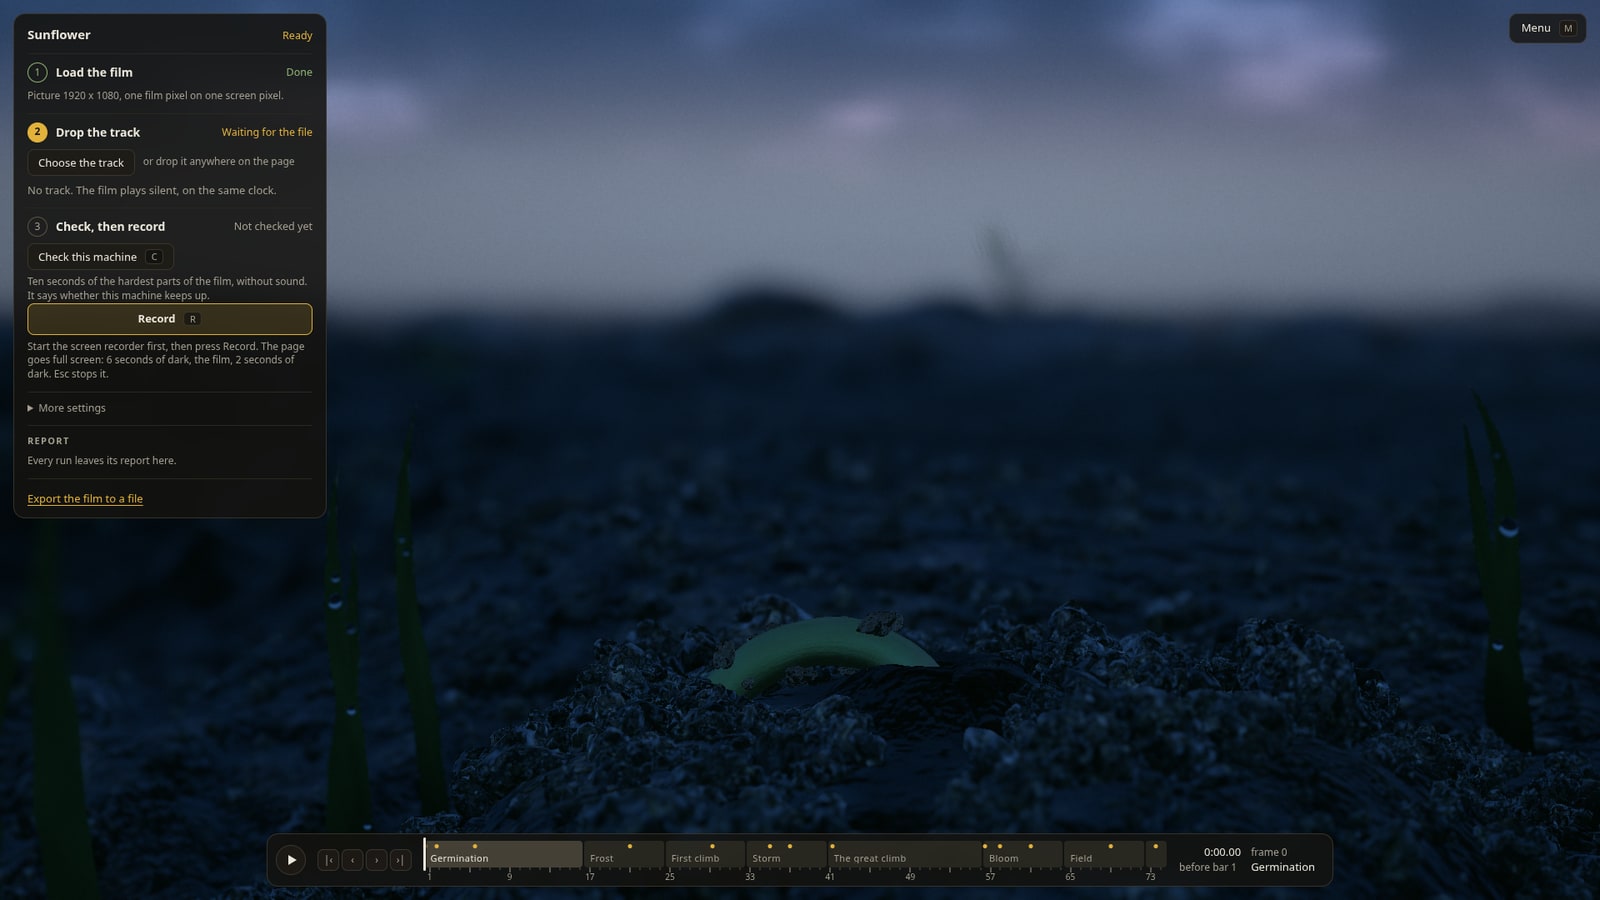 Sunflower Ready
1 Load the film Done
Picture 1920 x 1080, one film pixel on one screen pixel.
2 Drop the track Waiting for the file
Choose the track or drop it anywhere on the page
No track. The film plays silent, on the same clock.
3 Check, then record Not checked yet
Check this machine C
Ten seconds of the hardest parts of the film, without sound.
It says whether this machine keeps up.
Record R
Start the screen recorder first, then press Record. The page
goes full screen: 6 seconds of dark, the film, 2 seconds of
dark. Esc stops it.
More settings
REPORT
Every run leaves its report here.
Export the film to a file
Menu M
Germination Frost First climb Storm The great climb Bloom Field
1 9 17 25 33 41 49 57 65 73
0:00.00 frame 0
before bar 1 Germination